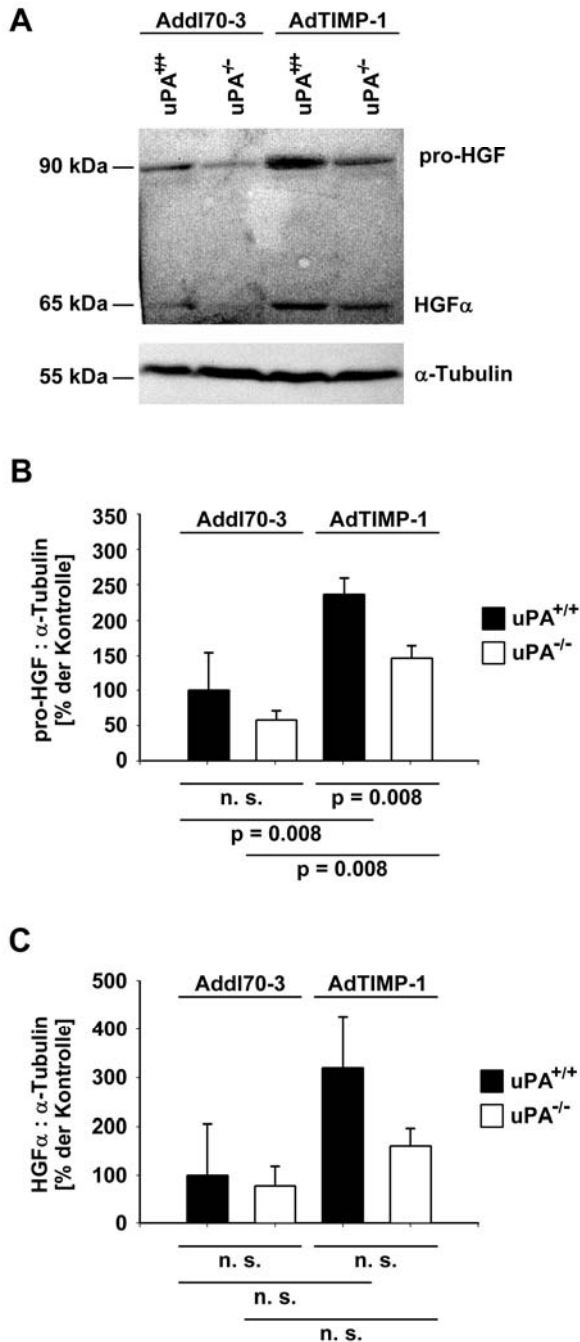 A
Addl70-3 AdTIMP-1
uPA+/+ uPA-/- uPA+/+ uPA-/-
90 kDa pro-HGF
65 kDa HGFα
55 kDa α-Tubulin
B
Addl70-3 AdTIMP-1
pro-HGF : α-Tubulin
[% der Kontrolle]
350
300
250
200
150
100
50
0
uPA+/+
uPA-/-
n. s. p = 0.008
p = 0.008
p = 0.008
C
Addl70-3 AdTIMP-1
HGFα : α-Tubulin
[% der Kontrolle]
500
400
300
200
100
0
uPA+/+
uPA-/-
n. s. n. s.
n. s.
n. s.